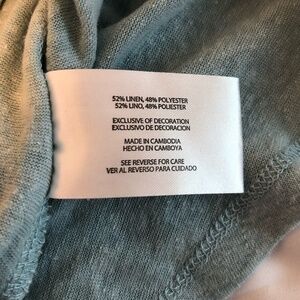 52% LINEN, 48% POLYESTER
52% LINO, 48% POLIESTER
EXCLUSIVE OF DECORATION
EXCLUSIVO DE DECORACION
MADE IN CAMBODIA
HECHO EN CAMBOYA
SEE REVERSE FOR CARE
VER AL REVERSO PARA CUIDADO